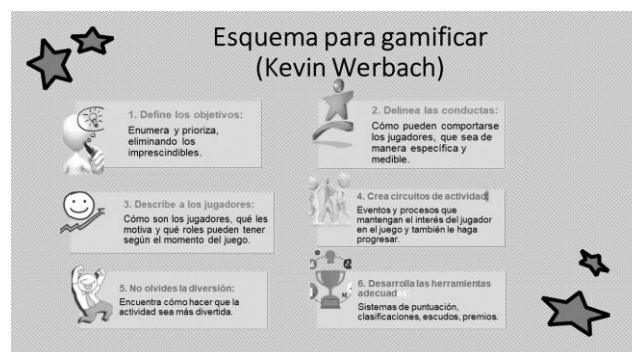 Esquema para gamificar
(Kevin Werbach)
1. Define los objetivos:
Enumera y prioriza,
eliminando los
imprescindibles.
2. Delinea las conductas:
Cómo pueden comportarse
los jugadores, que sea de
manera específica y
medible.
3. Describe a los jugadores:
Cómo son los jugadores, qué les
motiva y qué roles pueden tener
según el momento del juego.
4. Crea circuitos de actividad
Eventos y procesos que
mantengan el interés del jugador
en el juego y también le haga
progresar.
5. No olvides la diversión:
Encuentra cómo hacer que la
actividad sea más divertida.
6. Desarrolla las herramientas
adecuad
Sistemas de puntuación,
clasificaciones, escudos, premios.